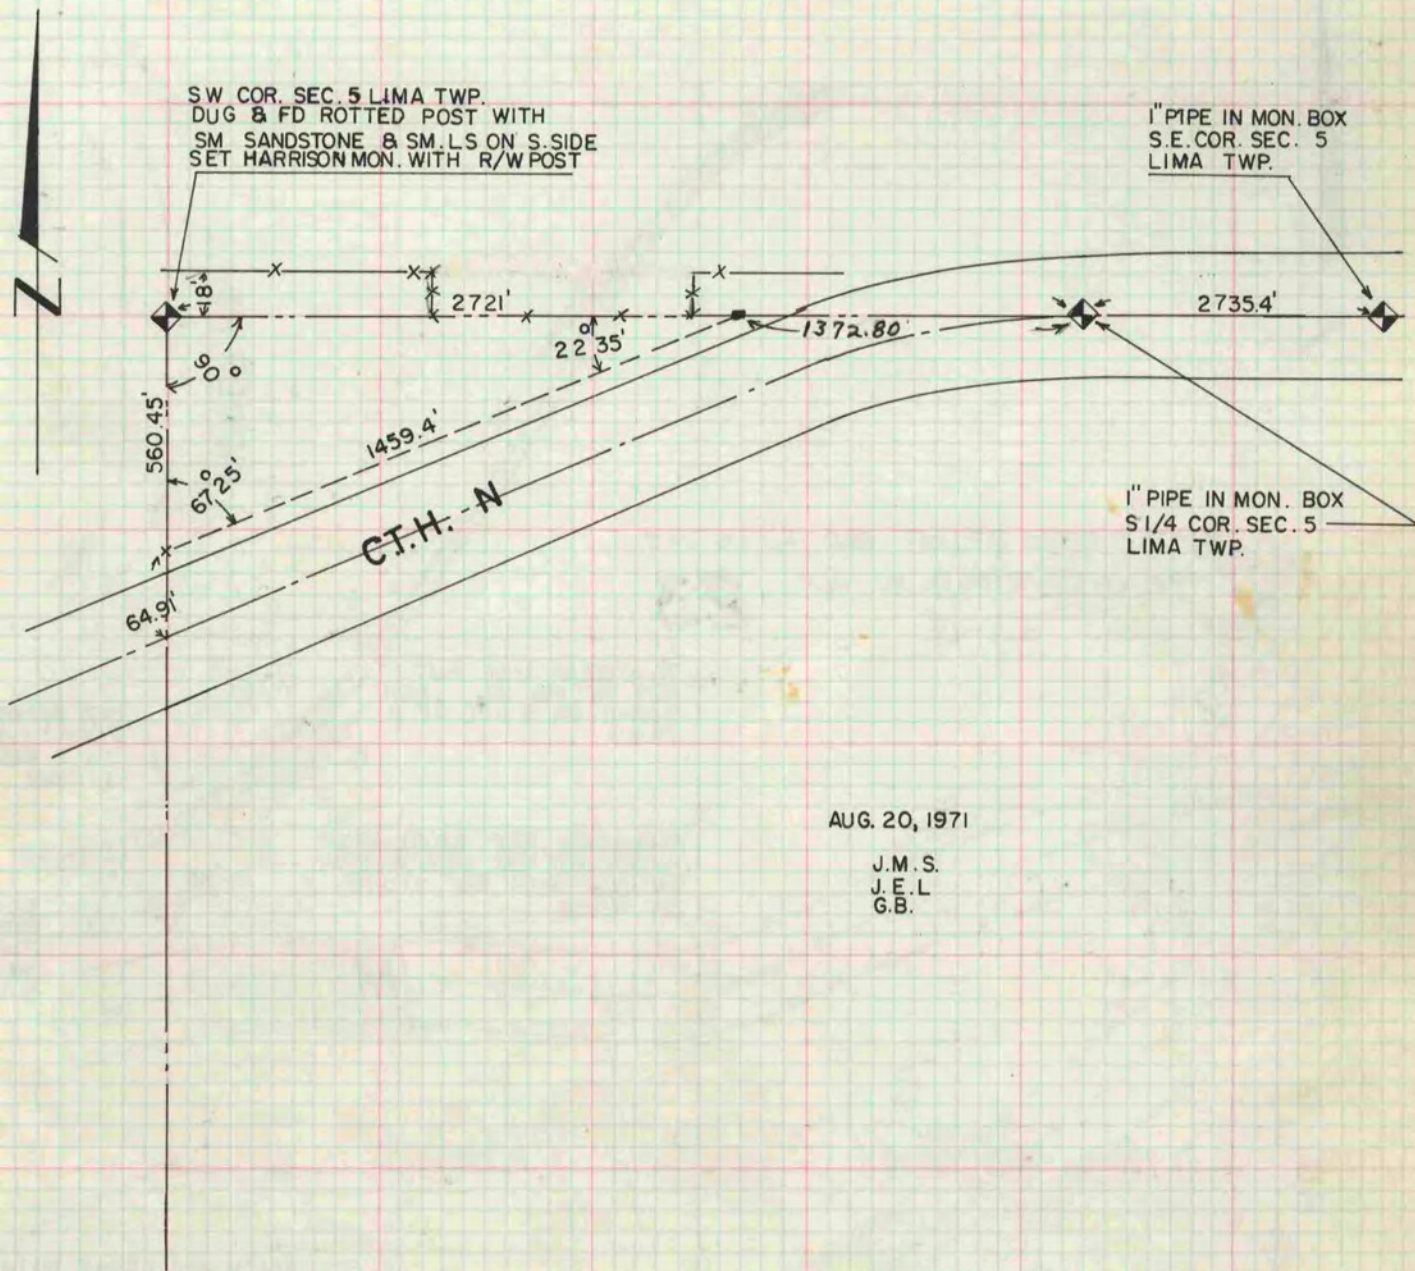 SW COR. SEC. 5 LIMA TWP.
DUG & FD ROTTED POST WITH
SM SANDSTONE & SM. LS ON S. SIDE
SET HARRISON MON. WITH R/W POST
1" PIPE IN MON. BOX
S.E. COR. SEC. 5
LIMA TWP.
N
18'
2721'
2735.4'
1372.80
22° 35'
90°
560.45'
1459.4'
67° 25'
C.T.H. N
1" PIPE IN MON. BOX
S 1/4 COR. SEC. 5
LIMA TWP.
64.91'
AUG. 20, 1971
J.M.S.
J.E.L
G.B.